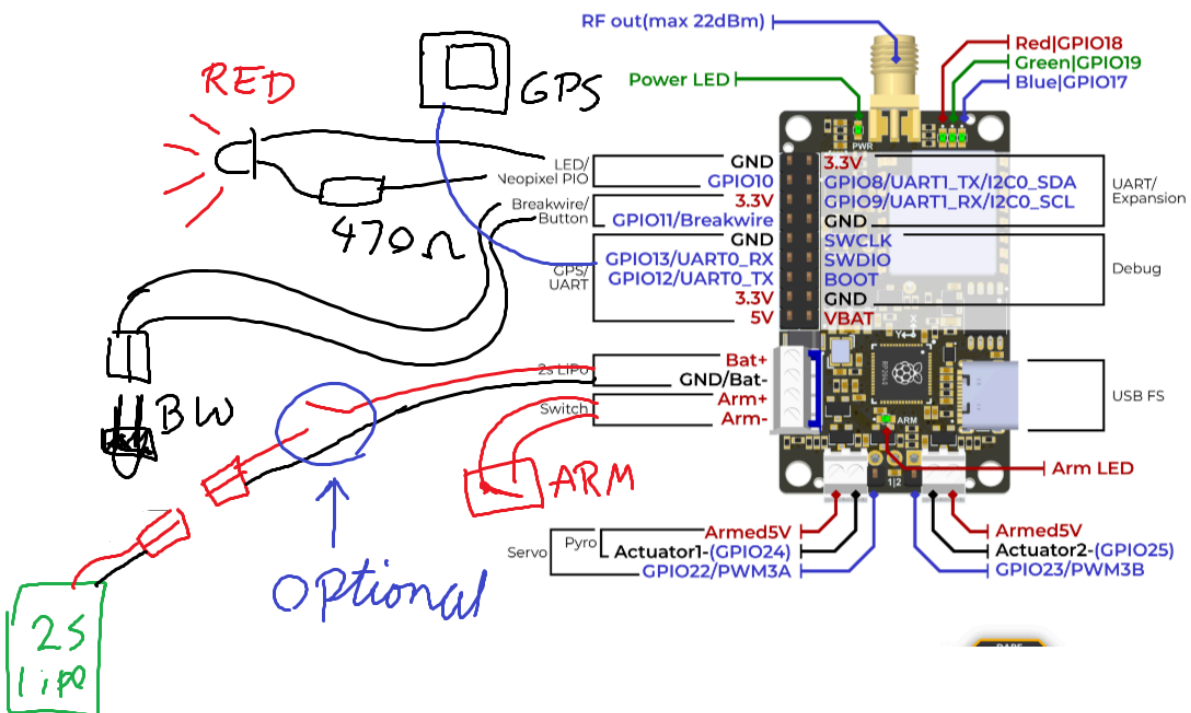 RF out(max 22dBm)
Red|GPIO18
Green|GPIO19
Blue|GPIO17
Power LED
RED
GPS
PWR
LED/
Neopixel PIO
GND
GPIO10
3.3V
GPIO8/UART1_TX/I2C0_SDA
GPIO9/UART1_RX/I2C0_SCL
GND
UART/
Expansion
Breakwire/
Button
3.3V
GPIO11/Breakwire
470Ω
GPS/
UART
GND
GPIO13/UART0_RX
GPIO12/UART0_TX
3.3V
5V
SWCLK
SWDIO
BOOT
GND
VBAT
Debug
X
Y
2s LiPo
Bat+
GND/Bat-
Switch
Arm+
Arm-
USB FS
BW
ARM
ARM
Arm LED
1|2
Servo
Pyro
Armed5V
Actuator1-(GPIO24)
GPIO22/PWM3A
Armed5V
Actuator2-(GPIO25)
GPIO23/PWM3B
Optional
2S
lipo